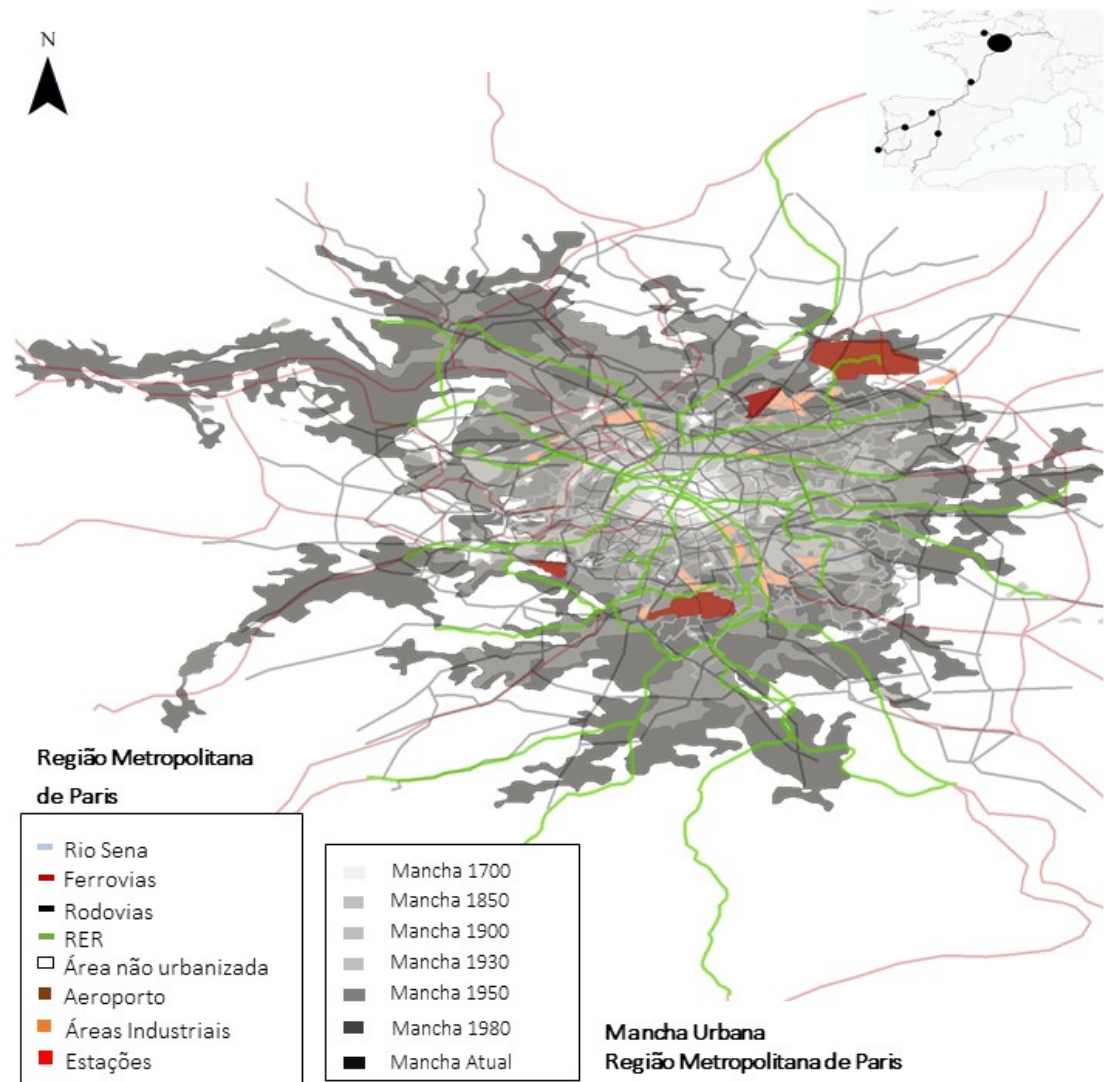 N
Região Metropolitana
de Paris
Rio Sena
Ferrovias
Rodovias
RER
Área não urbanizada
Aeroporto
Áreas Industriais
Estações
Mancha 1700
Mancha 1850
Mancha 1900
Mancha 1930
Mancha 1950
Mancha 1980
Mancha Atual
Mancha Urbana
Região Metropolitana de Paris